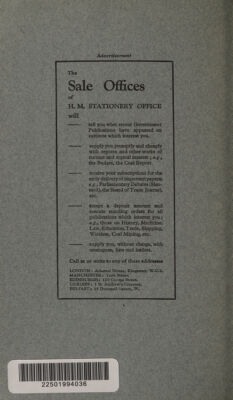 Advertisement
The
Sale Offices
of
H. M. STATIONERY OFFICE
will
—— tell you what recent Government
Publications have appeared on
subjects which interest you.
—— supply you promptly and cheaply
with reports and other works of
current and topical interest; e.g.,
the Budget, the Coal Report.
—— receive your subscriptions for the
early delivery of important papers;
e.g., Parliamentary Debates (Han-
sard), the Board of Trade Journal,
etc.
—— accept a deposit account and
execute standing orders for all
publications which interest you;
e.g., those on History, Medicine,
Law, Education, Trade, Shipping,
Wireless, Coal Mining, etc.
—— supply you, without charge, with
catalogues, lists and leaflets.
Call at or write to any of these addresses
LONDON: Adastral House, Kingsway, W.C.2.
MANCHESTER: York Street.
EDINBURGH: 120 George Street.
CARDIFF: 1 St. Andrew's Crescent.
BELFAST: 15 Donegall Square, W.
22501994036